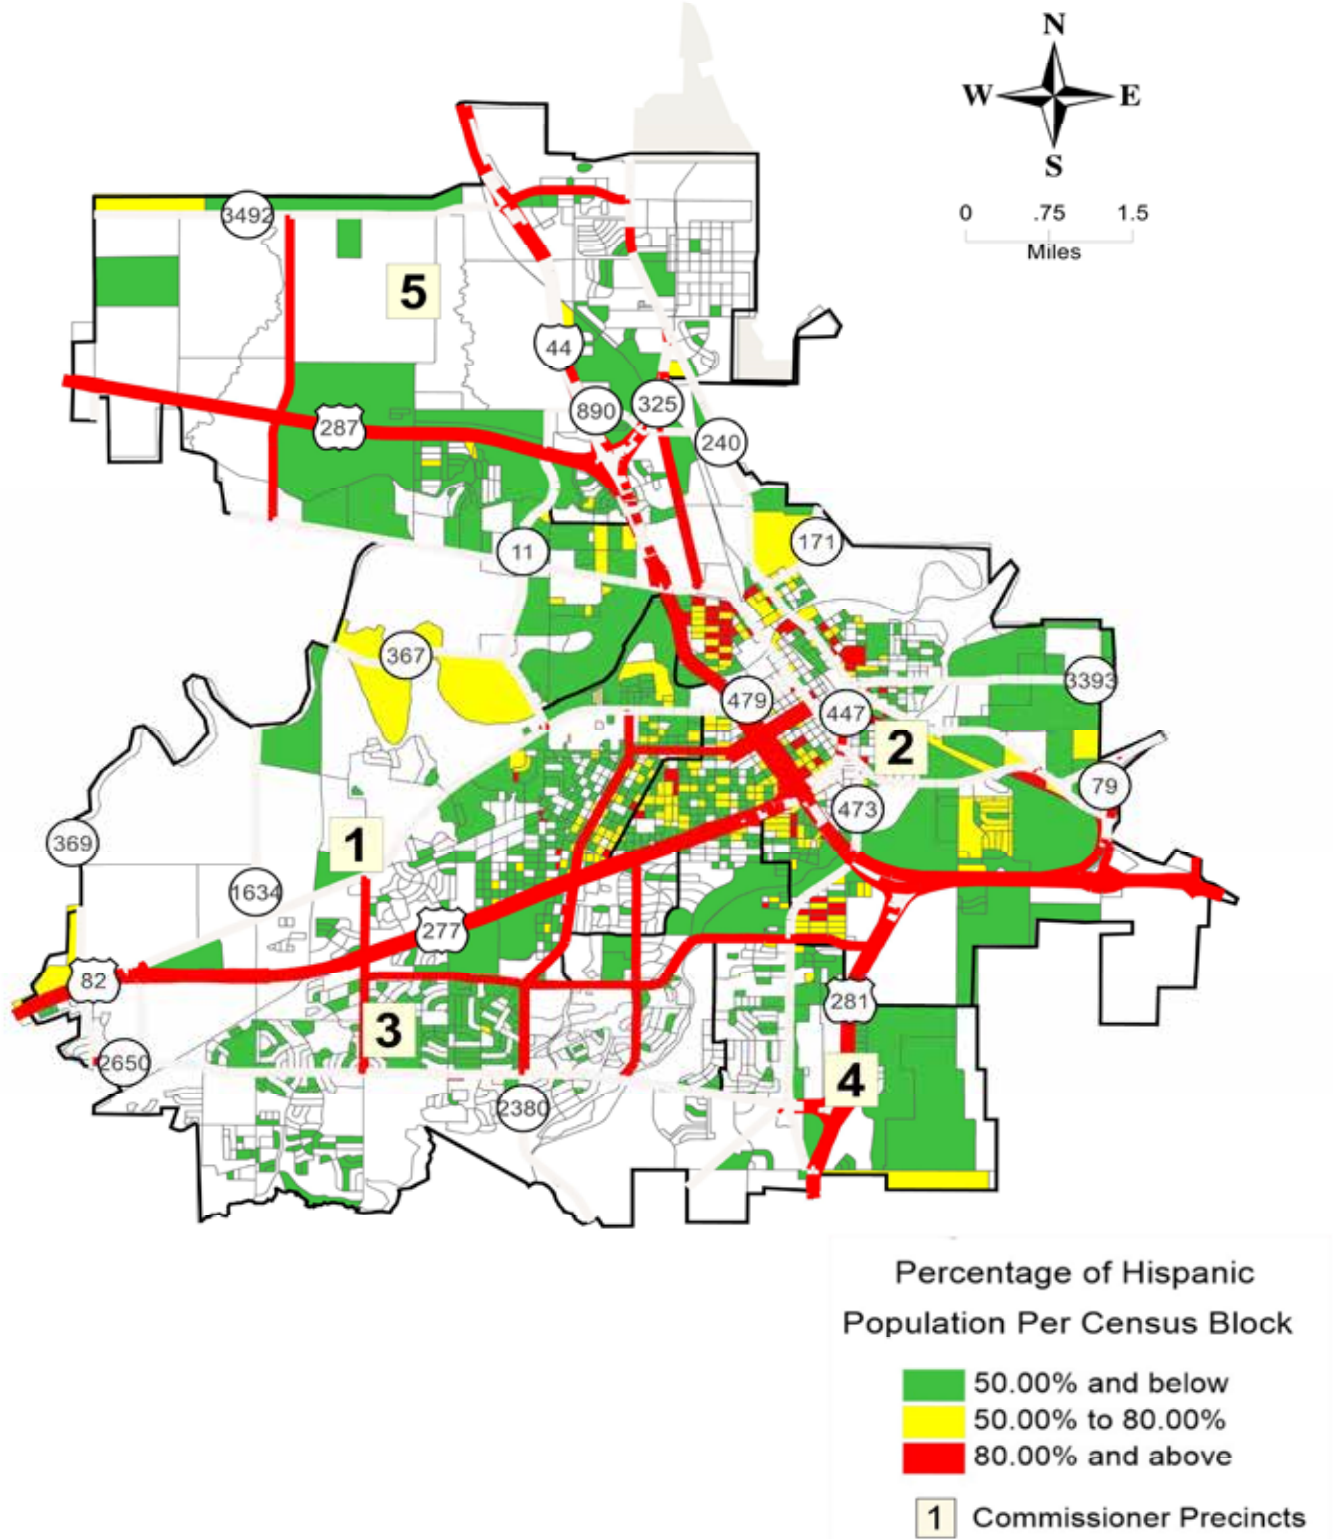 N
W E
S
0 .75 1.5
Miles
3492
5
44
890
325
287
240
11
171
367
3393
479
447
2
79
473
369
1
1634
277
82
281
3
2650
4
2380
Percentage of Hispanic
Population Per Census Block
50.00% and below
50.00% to 80.00%
80.00% and above
1 Commissioner Precincts